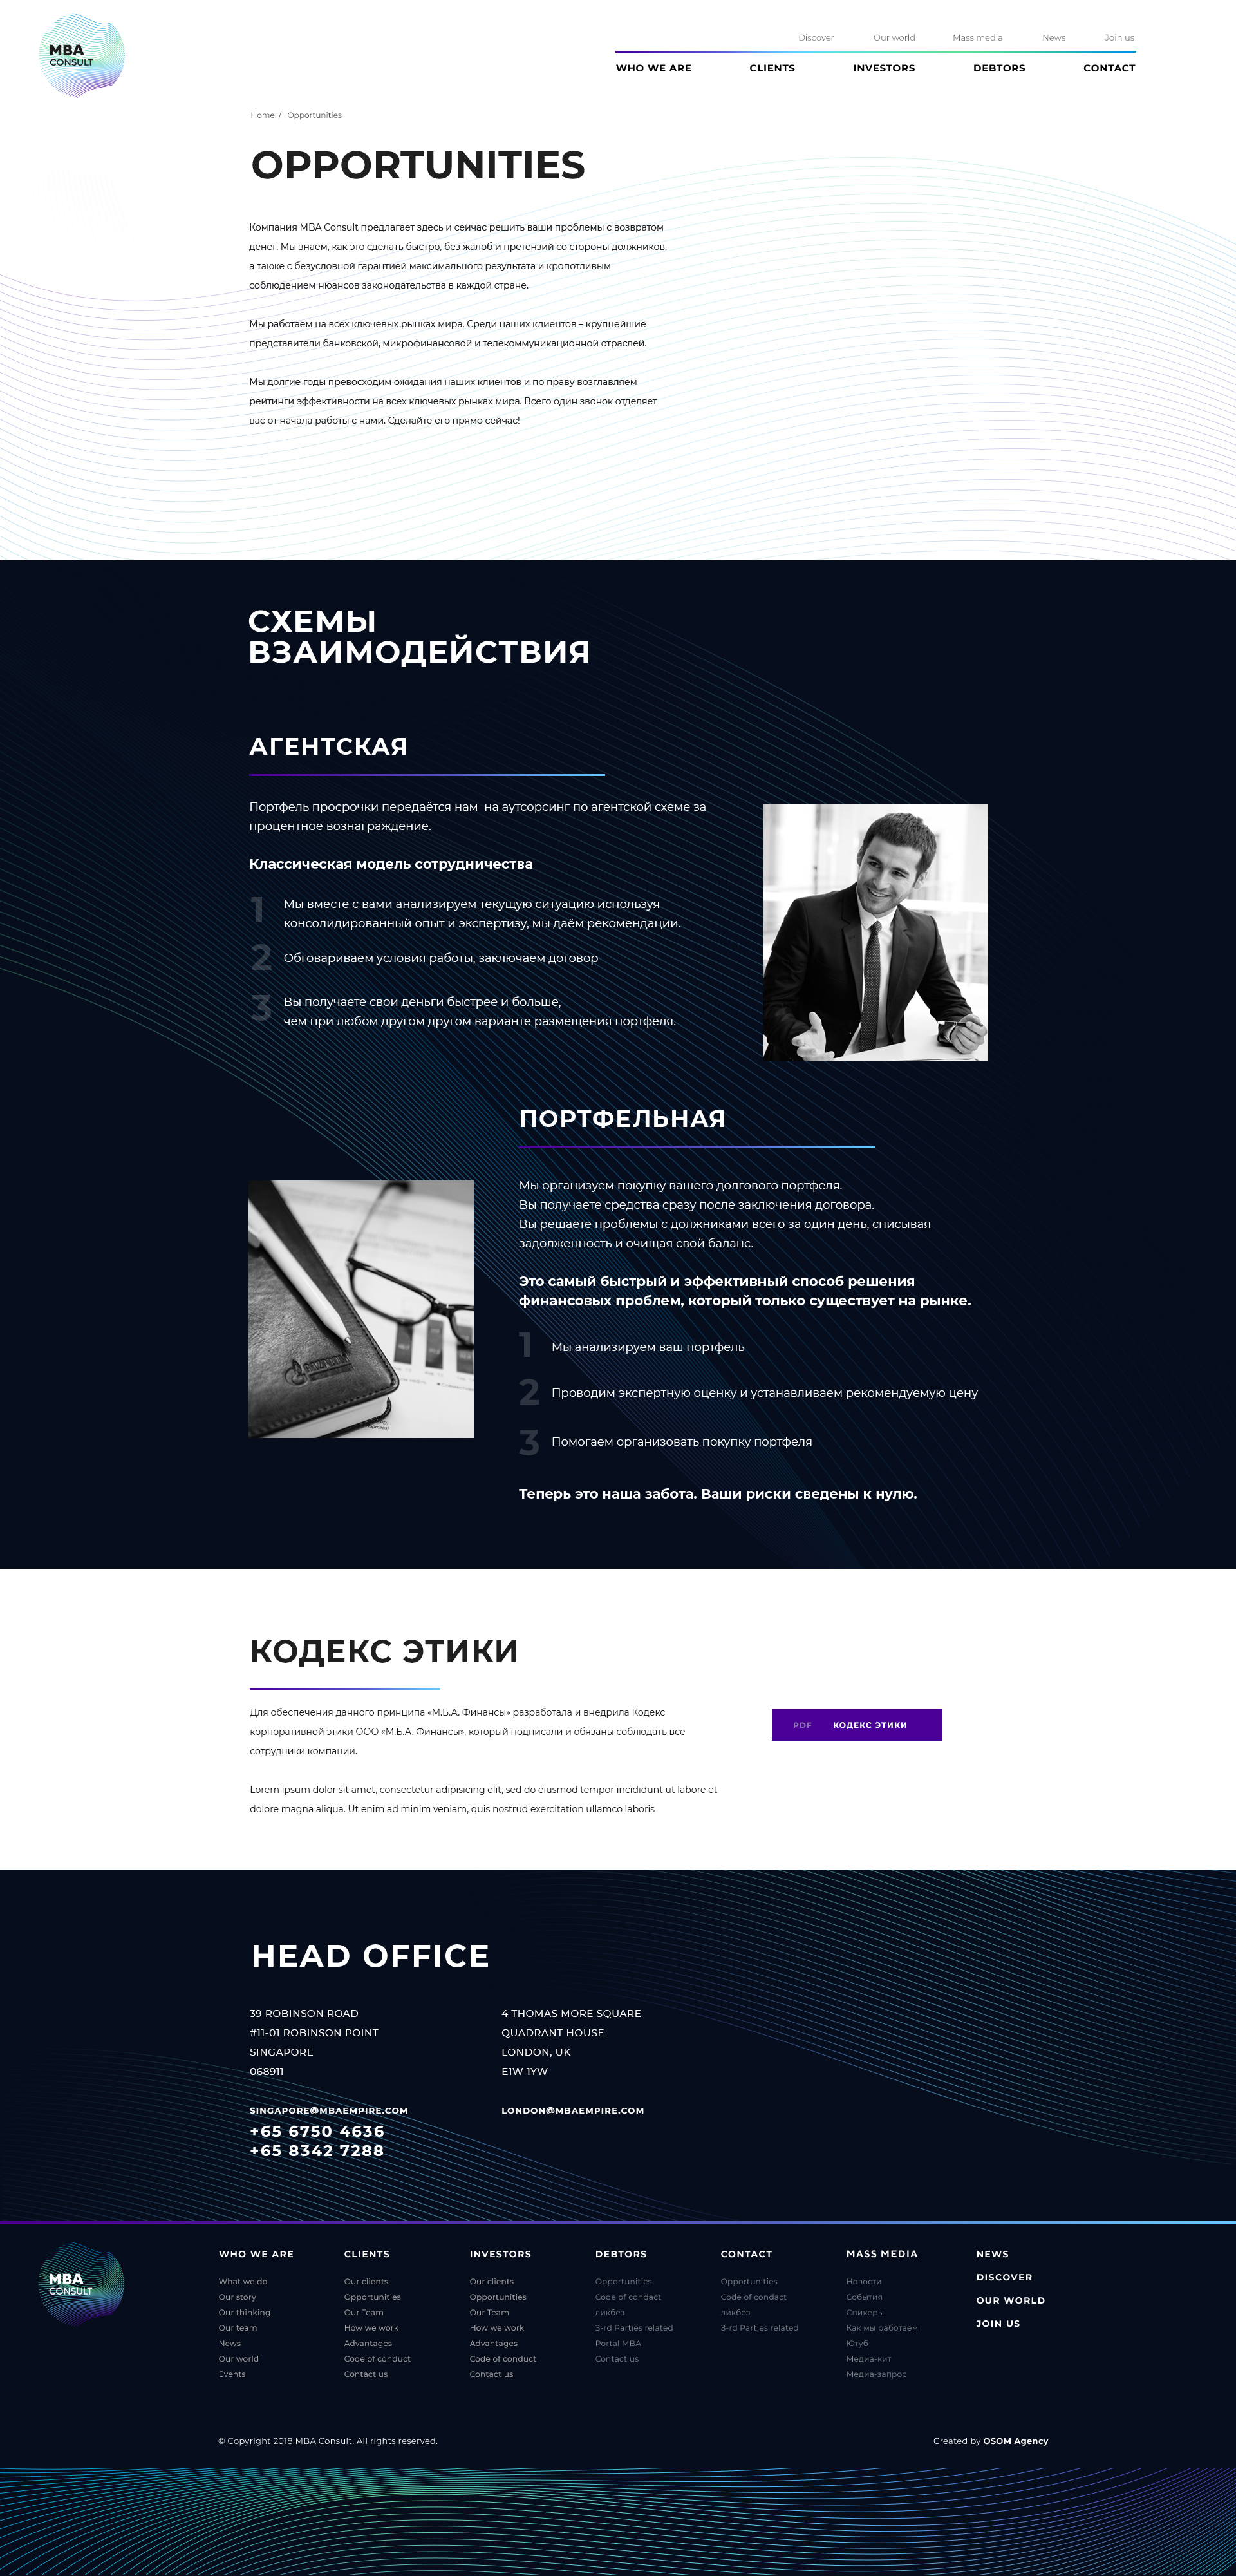 MBA
CONSULT
Discover Our world Mass media News Join us
WHO WE ARE CLIENTS INVESTORS DEBTORS CONTACT
Home / Opportunities
OPPORTUNITIES
Компания MBA Consult предлагает здесь и сейчас решить ваши проблемы с возвратом
денег. Мы знаем, как это сделать быстро, без жалоб и претензий со стороны должников,
а также с безусловной гарантией максимального результата и кропотливым
соблюдением нюансов законодательства в каждой стране.
Мы работаем на всех ключевых рынках мира. Среди наших клиентов – крупнейшие
представители банковской, микрофинансовой и телекоммуникационной отраслей.
Мы долгие годы превосходим ожидания наших клиентов и по праву возглавляем
рейтинги эффективности на всех ключевых рынках мира. Всего один звонок отделяет
вас от начала работы с нами. Сделайте его прямо сейчас!
СХЕМЫ
ВЗАИМОДЕЙСТВИЯ
АГЕНТСКАЯ
Портфель просрочки передаётся нам на аутсорсинг по агентской схеме за
процентное вознаграждение.
Классическая модель сотрудничества
1 Мы вместе с вами анализируем текущую ситуацию используя
консолидированный опыт и экспертизу, мы даём рекомендации.
2 Обговариваем условия работы, заключаем договор
3 Вы получаете свои деньги быстрее и больше,
чем при любом другом другом варианте размещения портфеля.
ПОРТФЕЛЬНАЯ
Мы организуем покупку вашего долгового портфеля.
Вы получаете средства сразу после заключения договора.
Вы решаете проблемы с должниками всего за один день, списывая
задолженность и очищая свой баланс.
Это самый быстрый и эффективный способ решения
финансовых проблем, который только существует на рынке.
1 Мы анализируем ваш портфель
2 Проводим экспертную оценку и устанавливаем рекомендуемую цену
3 Помогаем организовать покупку портфеля
Теперь это наша забота. Ваши риски сведены к нулю.
ГАЗПРОМ
КОДЕКС ЭТИКИ
Для обеспечения данного принципа «М.Б.А. Финансы» разработала и внедрила Кодекс
корпоративной этики ООО «М.Б.А. Финансы», который подписали и обязаны соблюдать все
сотрудники компании.
Lorem ipsum dolor sit amet, consectetur adipisicing elit, sed do eiusmod tempor incididunt ut labore et
dolore magna aliqua. Ut enim ad minim veniam, quis nostrud exercitation ullamco laboris
PDF КОДЕКС ЭТИКИ
HEAD OFFICE
39 ROBINSON ROAD
#11-01 ROBINSON POINT
SINGAPORE
068911
SINGAPORE@MBAEMPIRE.COM
+65 6750 4636
+65 8342 7288
4 THOMAS MORE SQUARE
QUADRANT HOUSE
LONDON, UK
E1W 1YW
LONDON@MBAEMPIRE.COM
MBA
CONSULT
WHO WE ARE
What we do
Our story
Our thinking
Our team
News
Our world
Events
CLIENTS
Our clients
Opportunities
Our Team
How we work
Advantages
Code of conduct
Contact us
INVESTORS
Our clients
Opportunities
Our Team
How we work
Advantages
Code of conduct
Contact us
DEBTORS
Opportunities
Code of condact
ликбез
3-rd Parties related
Portal MBA
Contact us
CONTACT
Opportunities
Code of condact
ликбез
3-rd Parties related
MASS MEDIA
Новости
События
Спикеры
Как мы работаем
Ютуб
Медиа-кит
Медиа-запрос
NEWS
DISCOVER
OUR WORLD
JOIN US
© Copyright 2018 MBA Consult. All rights reserved.
Created by OSOM Agency